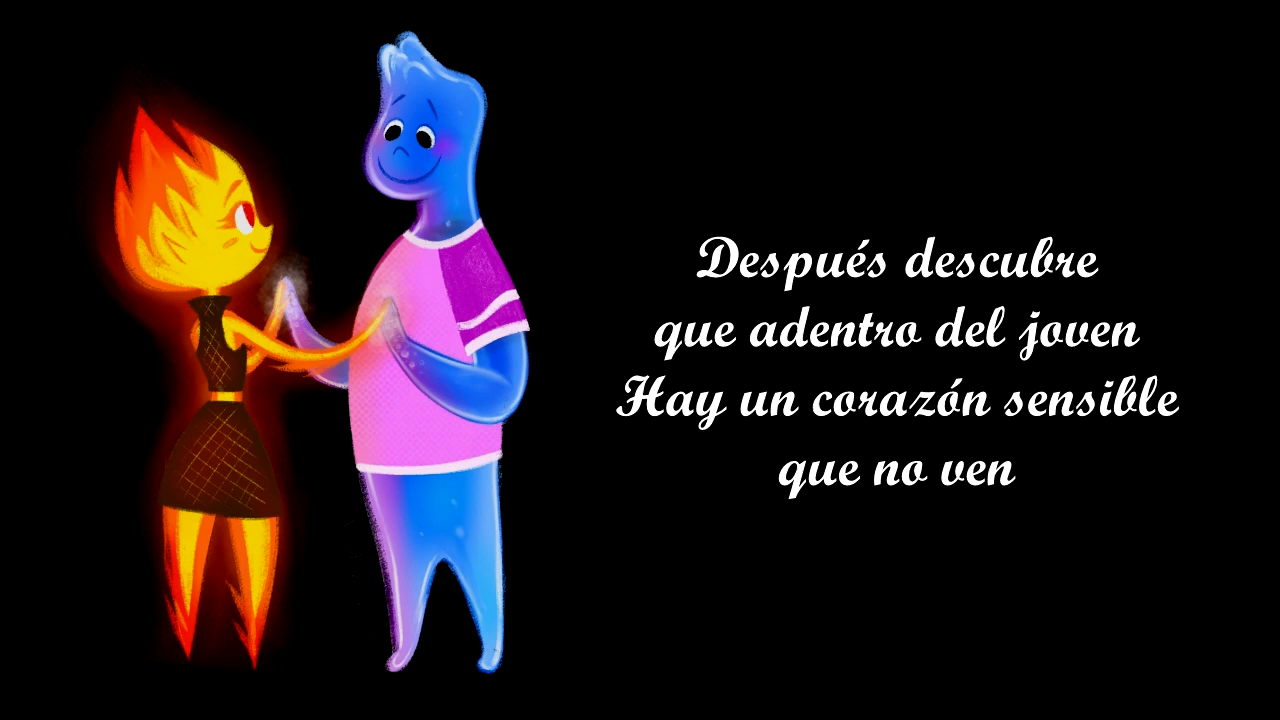 Después descubre
que adentro del joven
Hay un corazón sensible
que no ven